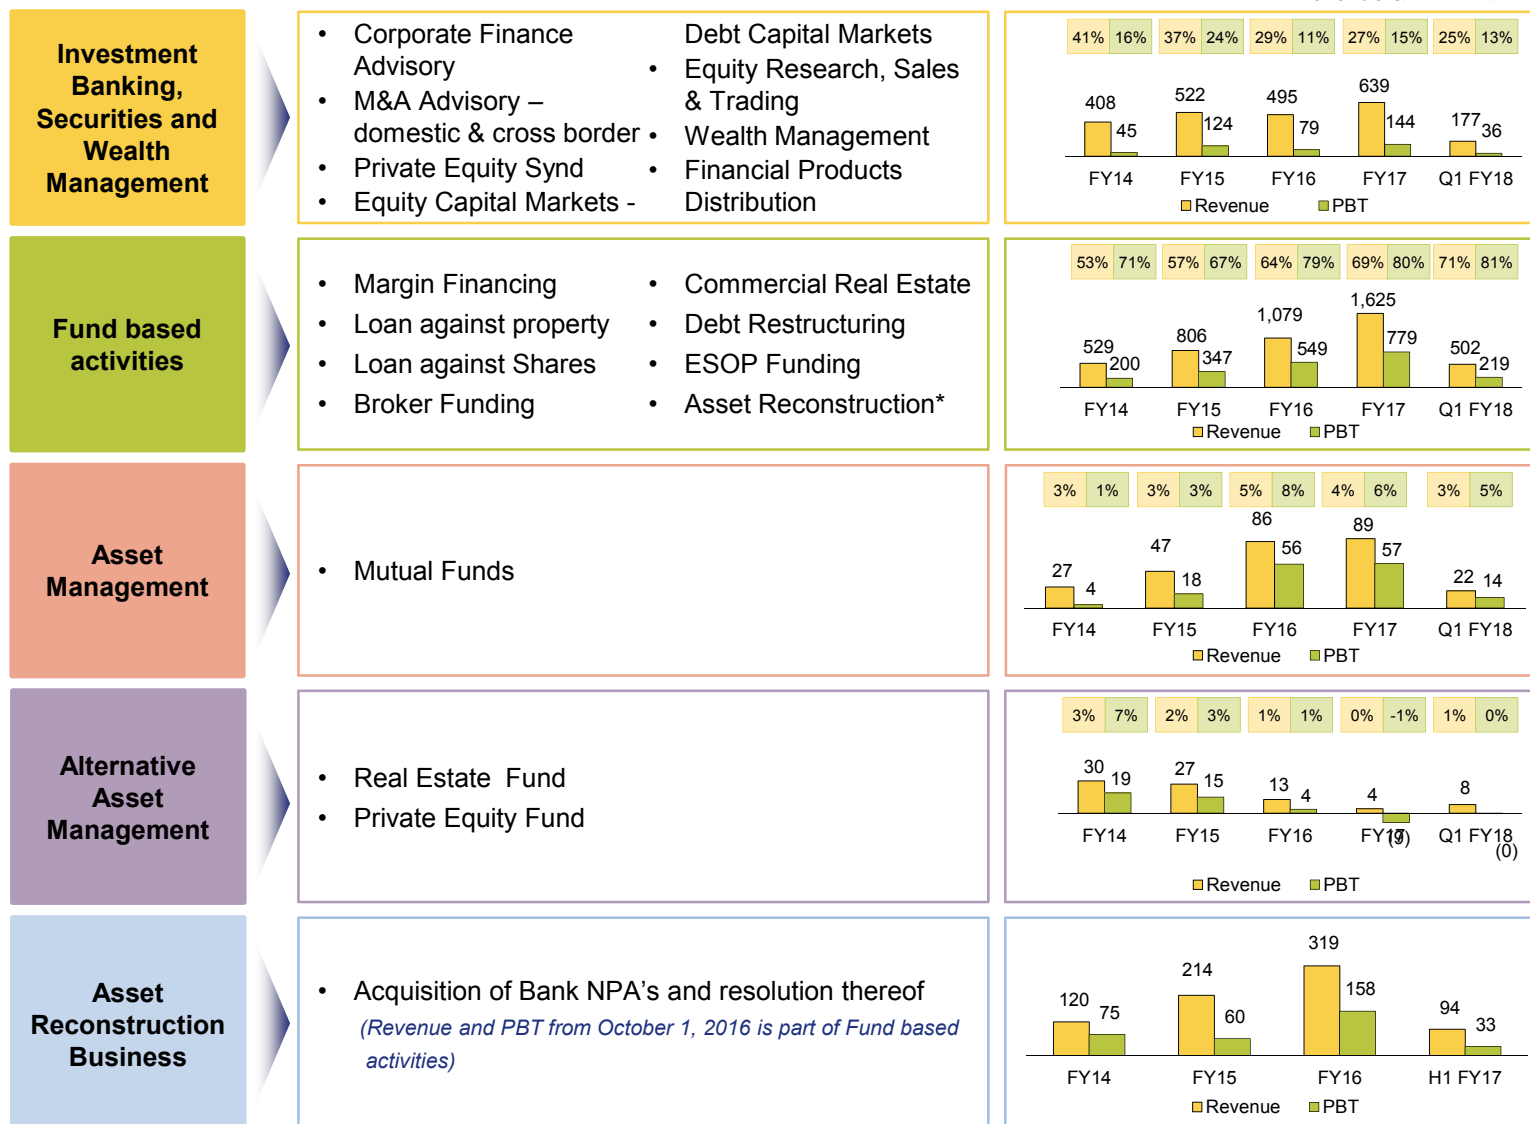 Investment
Banking,
Securities and
Wealth
Management
• Corporate Finance
Advisory
• M&A Advisory –
domestic & cross border
• Private Equity Synd
• Equity Capital Markets -
Debt Capital Markets
• Equity Research, Sales
& Trading
• Wealth Management
• Financial Products
Distribution
41% 16% 37% 24% 29% 11% 27% 15% 25% 13%
408 45 522 124 495 79 639 144 177 36
FY14 FY15 FY16 FY17 Q1 FY18
Revenue PBT
Fund based
activities
• Margin Financing
• Loan against property
• Loan against Shares
• Broker Funding
• Commercial Real Estate
• Debt Restructuring
• ESOP Funding
• Asset Reconstruction*
53% 71% 57% 67% 64% 79% 69% 80% 71% 81%
529 200 806 347 1,079 549 1,625 779 502 219
FY14 FY15 FY16 FY17 Q1 FY18
Revenue PBT
Asset
Management
• Mutual Funds
3% 1% 3% 3% 5% 8% 4% 6% 3% 5%
27 4 47 18 86 56 89 57 22 14
FY14 FY15 FY16 FY17 Q1 FY18
Revenue PBT
Alternative
Asset
Management
• Real Estate Fund
• Private Equity Fund
3% 7% 2% 3% 1% 1% 0% -1% 1% 0%
30 19 27 15 13 4 4 8
FY14 FY15 FY16 FY17 (9) Q1 FY18
(0)
Revenue PBT
Asset
Reconstruction
Business
• Acquisition of Bank NPA's and resolution thereof
(Revenue and PBT from October 1, 2016 is part of Fund based
activities)
120 75 214 60 319 158 94 33
FY14 FY15 FY16 H1 FY17
Revenue PBT